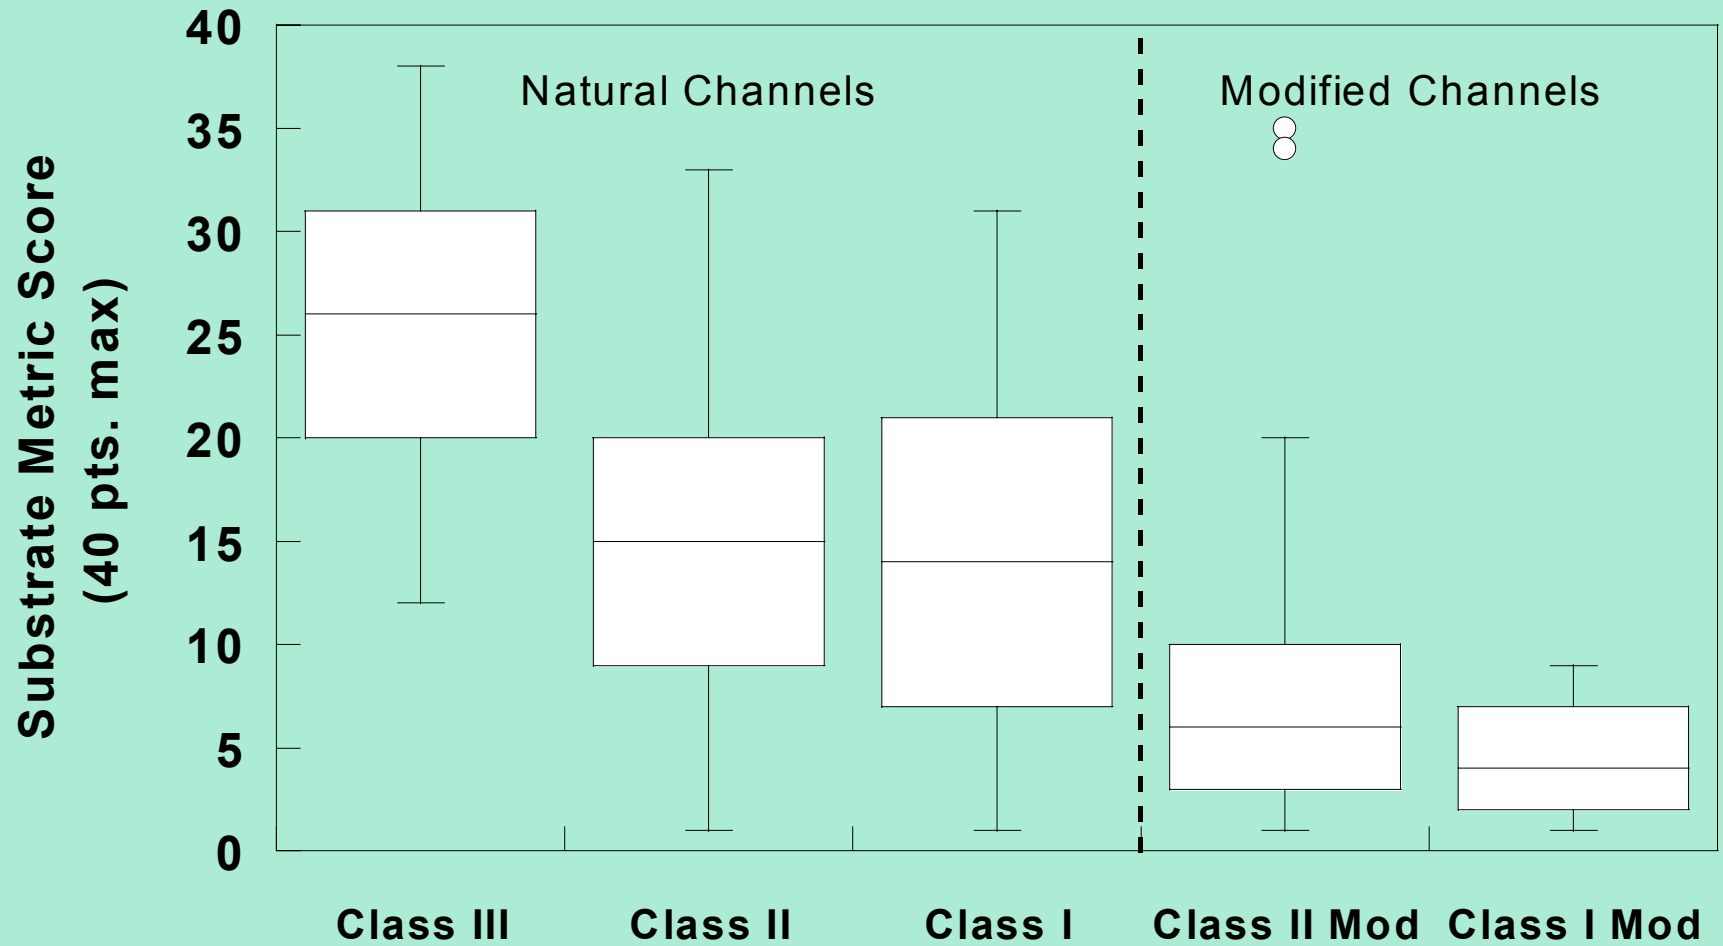 Substrate Metric Score
(40 pts. max)
40
35
30
25
20
15
10
5
0
Natural Channels
Modified Channels
Class III
Class II
Class I
Class II Mod
Class I Mod